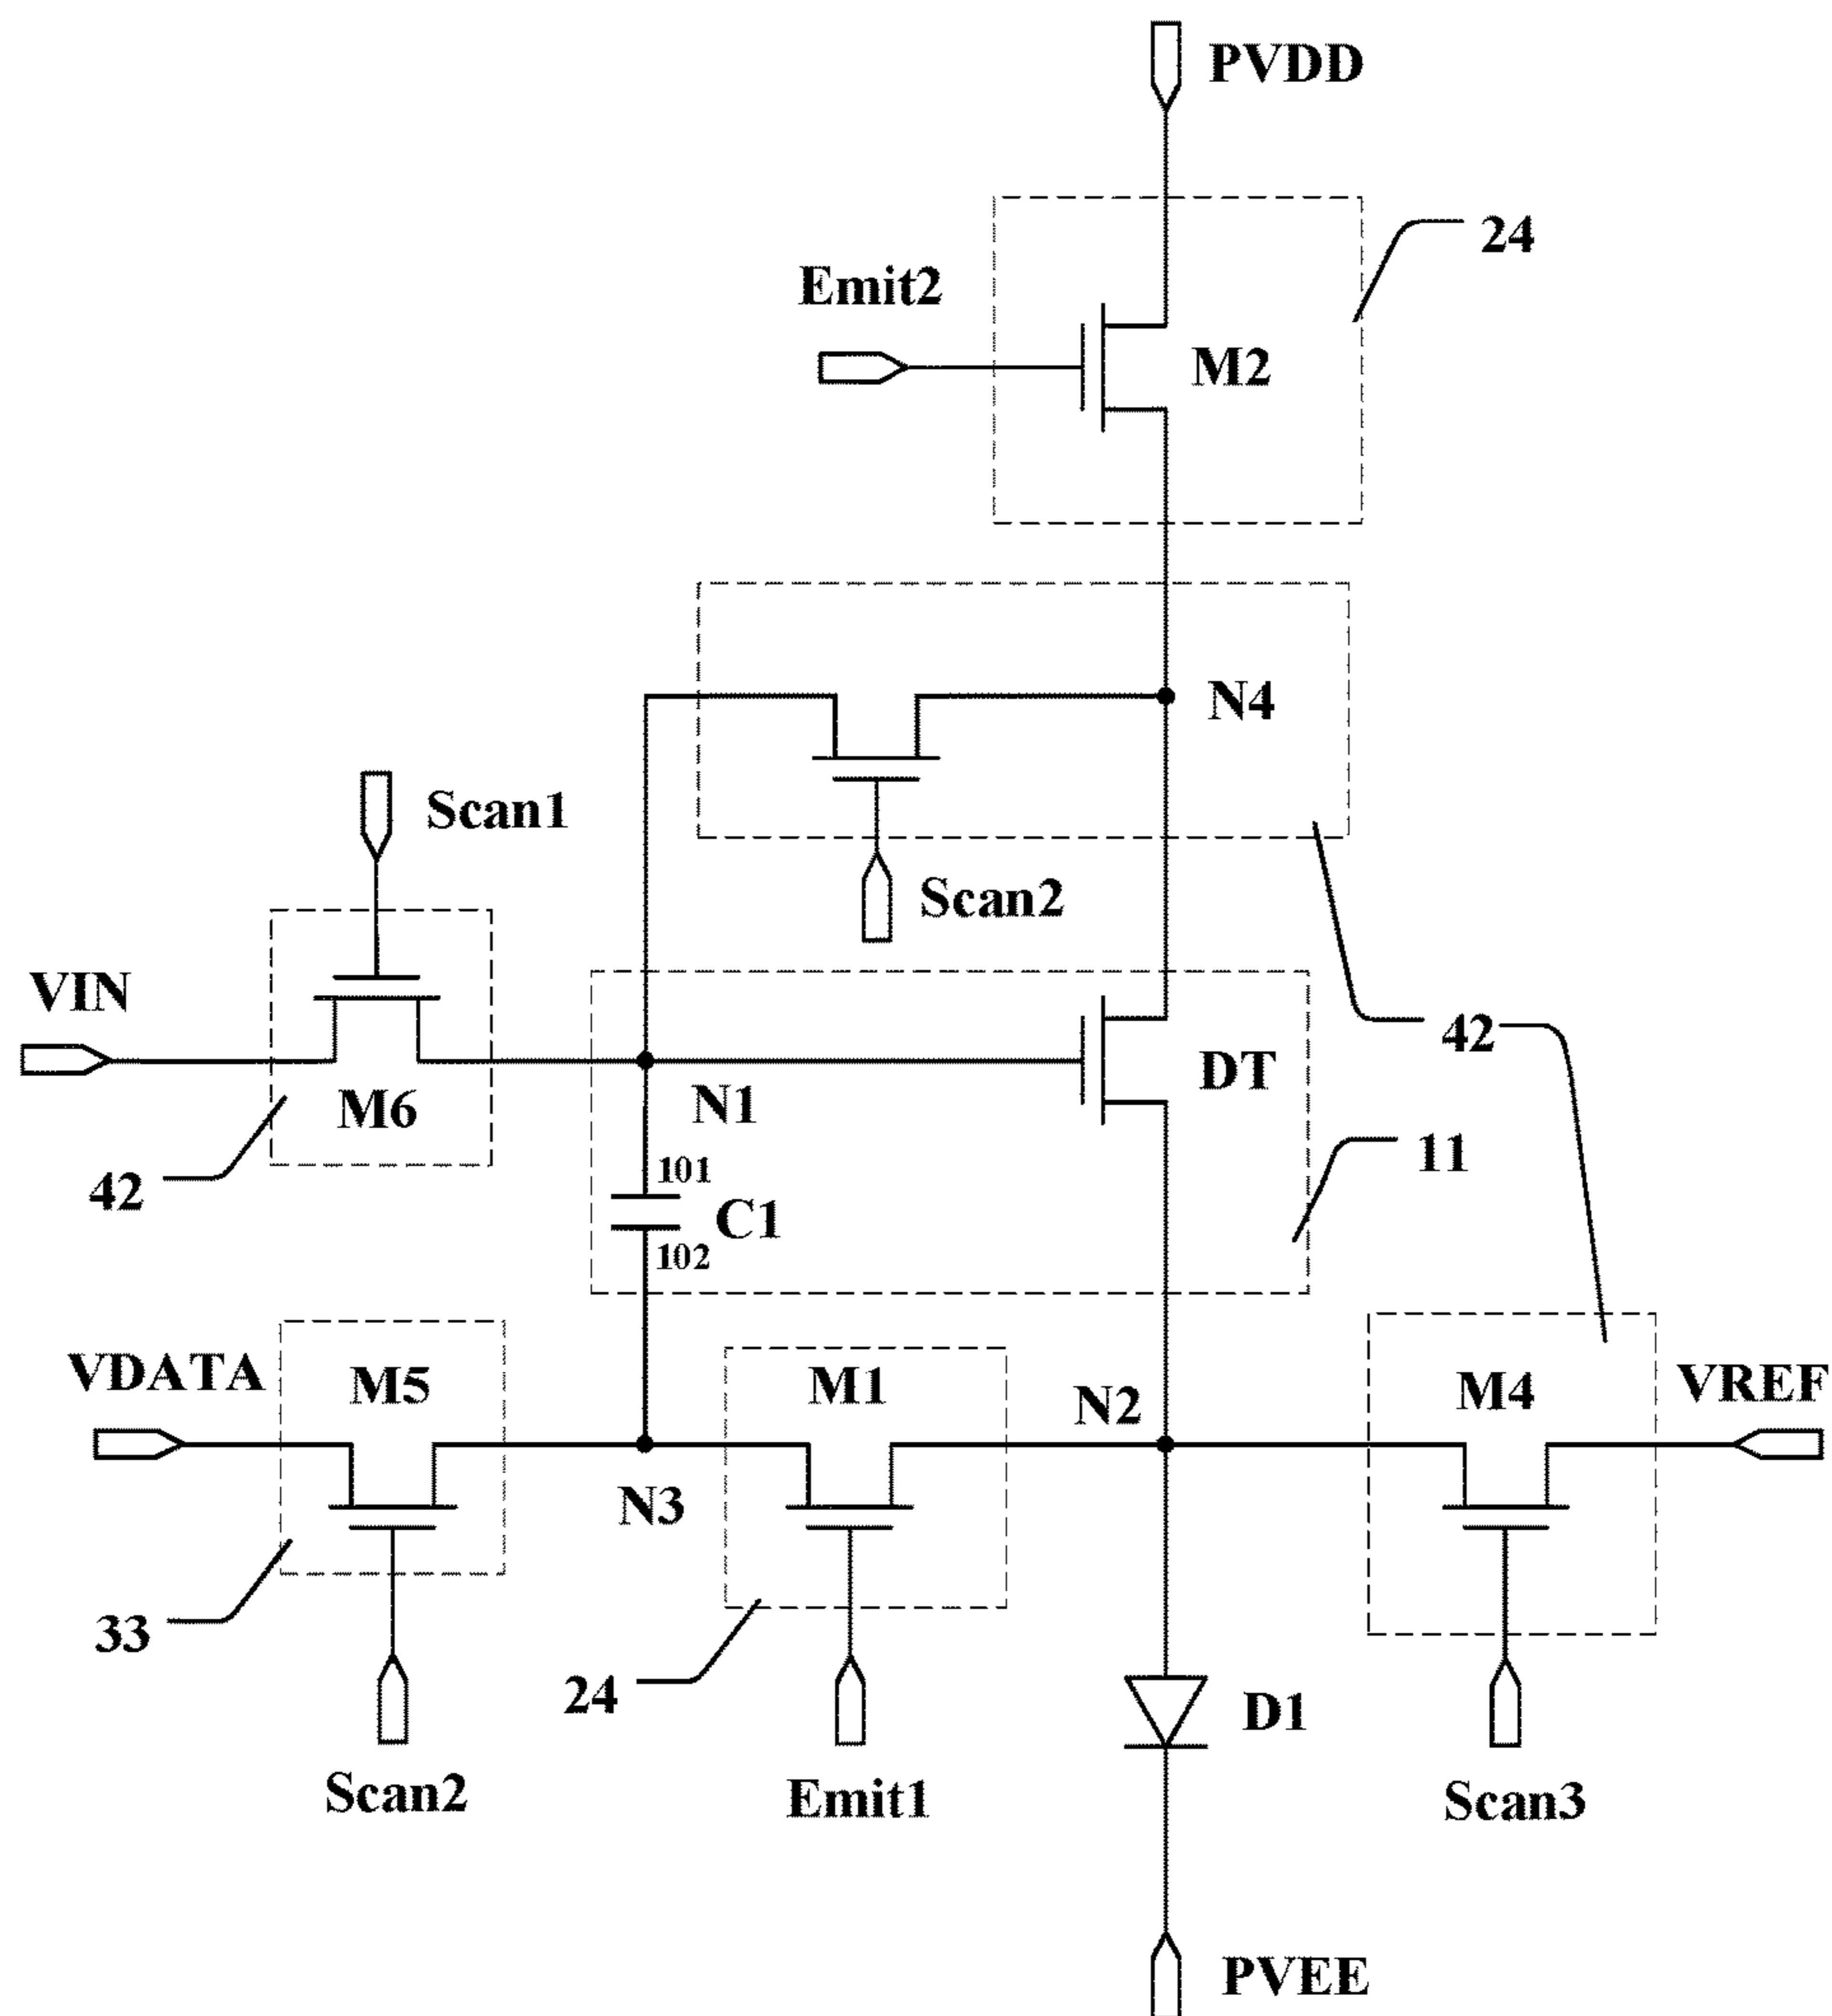 PVDD
24
Emit2
M2
N4
Scan1
Scan2
VIN
42
DT
M6
N1
11
101
42
C1
102
VDATA
M5
M1
N2
M4
VREF
N3
33
24
D1
Scan2
Emit1
Scan3
PVEE